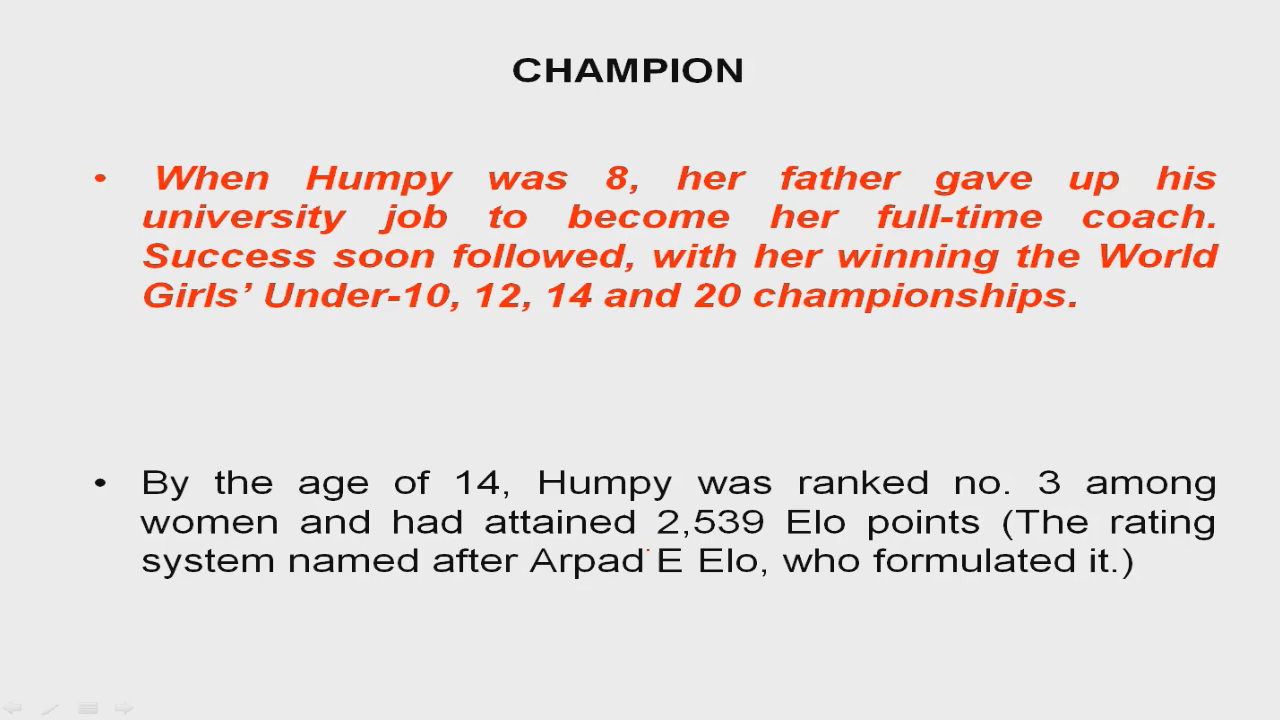 CHAMPION
• When Humpy was 8, her father gave up his
university job to become her full-time coach.
Success soon followed, with her winning the World
Girls’ Under-10, 12, 14 and 20 championships.
• By the age of 14, Humpy was ranked no. 3 among
women and had attained 2,539 Elo points (The rating
system named after Arpad E Elo, who formulated it.)